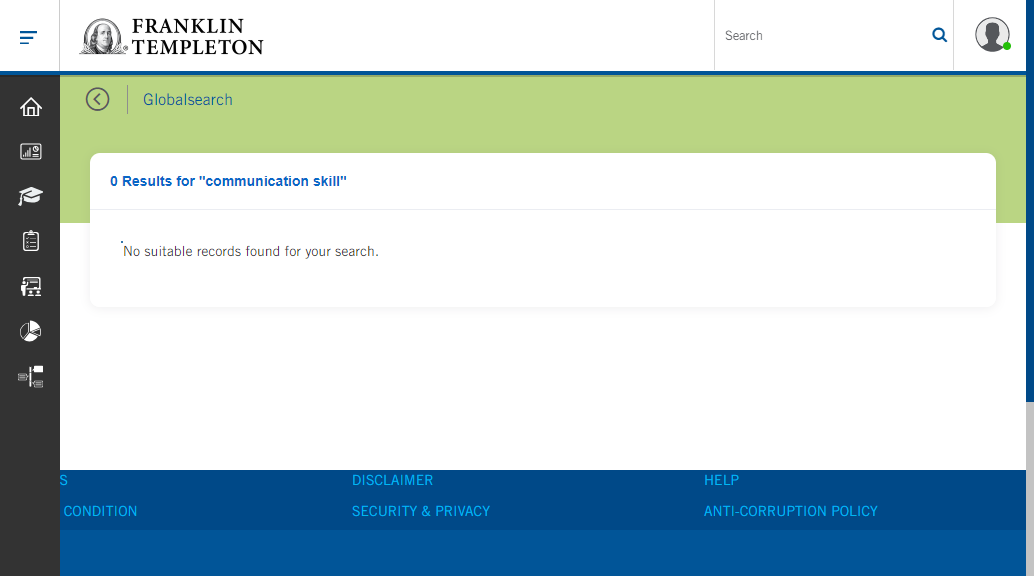 FRANKLIN
TEMPLETON
Search
Globalsearch
0 Results for "communication skill"
No suitable records found for your search.
S DISCLAIMER HELP
CONDITION SECURITY & PRIVACY ANTI-CORRUPTION POLICY